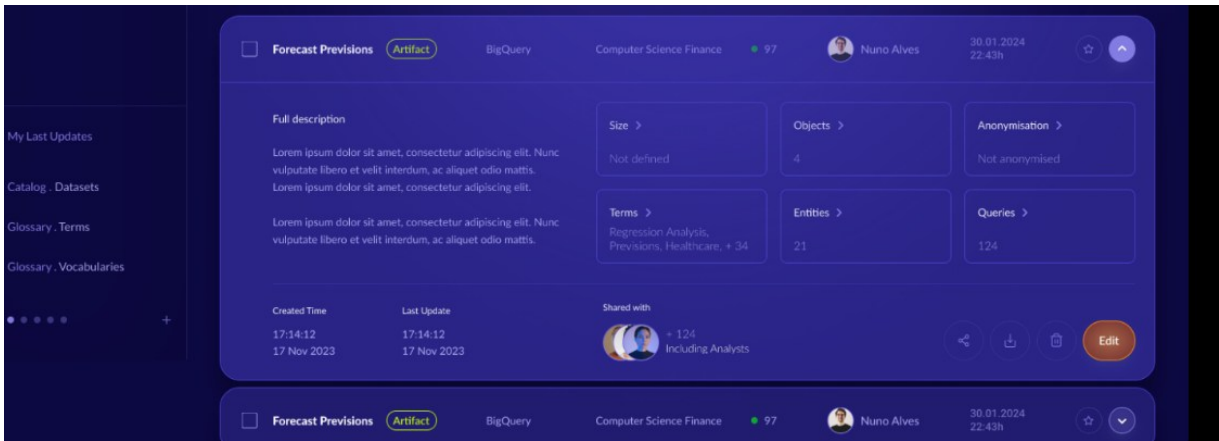 Forecast Previsions Artifact BigQuery Computer Science Finance 97 Nuno Alves 30.01.2024
22:43h
My Last Updates
Catalog . Datasets
Glossary . Terms
Glossary . Vocabularies
+
Full description
Lorem ipsum dolor sit amet, consectetur adipiscing elit. Nunc
vulputate libero et velit interdum, ac aliquet odio mattis.
Lorem ipsum dolor sit amet, consectetur adipiscing elit.
Lorem ipsum dolor sit amet, consectetur adipiscing elit. Nunc
vulputate libero et velit interdum, ac aliquet odio mattis.
Size >
Not defined
Objects >
4
Anonymisation >
Not anonymised
Terms >
Regression Analysis,
Previsions, Healthcare, + 34
Entities >
21
Queries >
124
Created Time
17:14:12
17 Nov 2023
Last Update
17:14:12
17 Nov 2023
Shared with
+ 124
Including Analysts
Edit
Forecast Previsions Artifact BigQuery Computer Science Finance 97 Nuno Alves 30.01.2024
22:43h